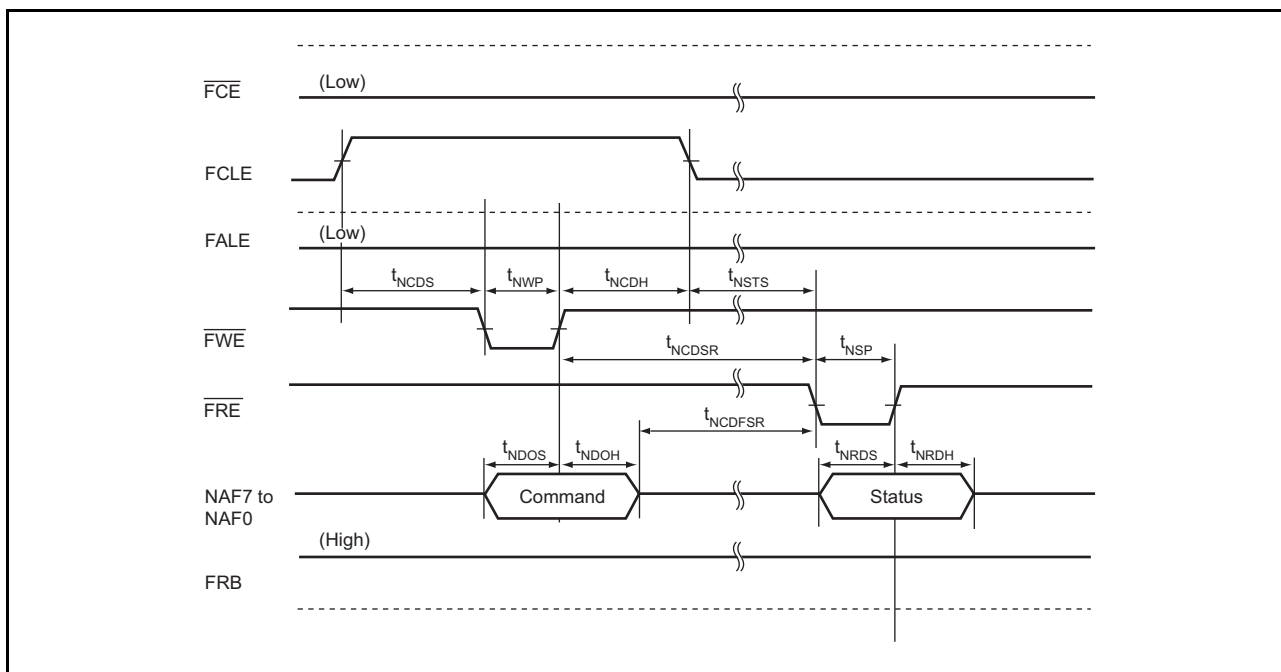 FCE
(Low)
FCLE
FALE
(Low)
tNCDS
tNWP
tNCDH
tNSTS
FWE
tNCDSR
tNSP
FRE
tNCDFSR
tNDOS
tNDOH
tNRDS
tNRDH
NAF7 to
NAF0
Command
Status
(High)
FRB